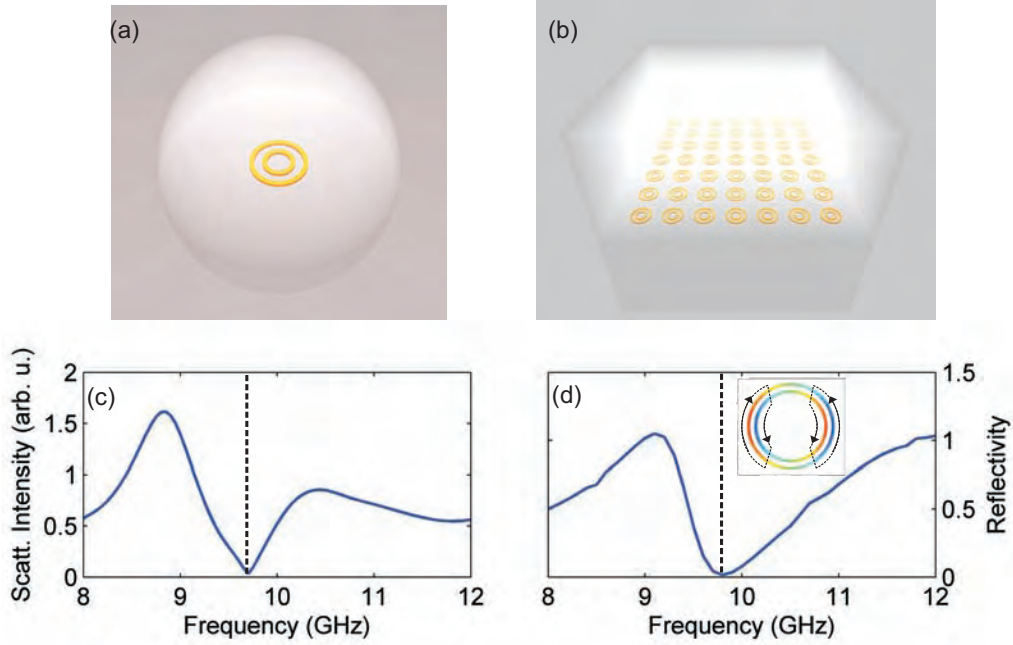 (a)
(b)
(c)
Scatt. Intensity (arb. u.)
2
1.5
1
0.5
0
8 9 10 11 12
Frequency (GHz)
(d)
1.5
1
0.5
0
Reflectivity
8 9 10 11 12
Frequency (GHz)